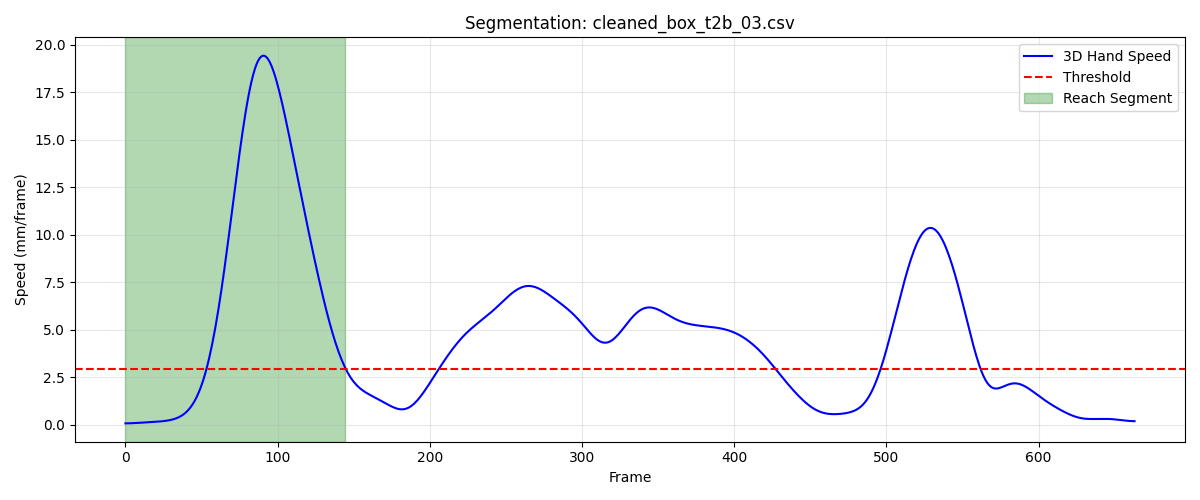 Segmentation: cleaned_box_t2b_03.csv
20.0
17.5
15.0
12.5
10.0
7.5
5.0
2.5
0.0
Speed (mm/frame)
3D Hand Speed
Threshold
Reach Segment
0 100 200 300 400 500 600
Frame